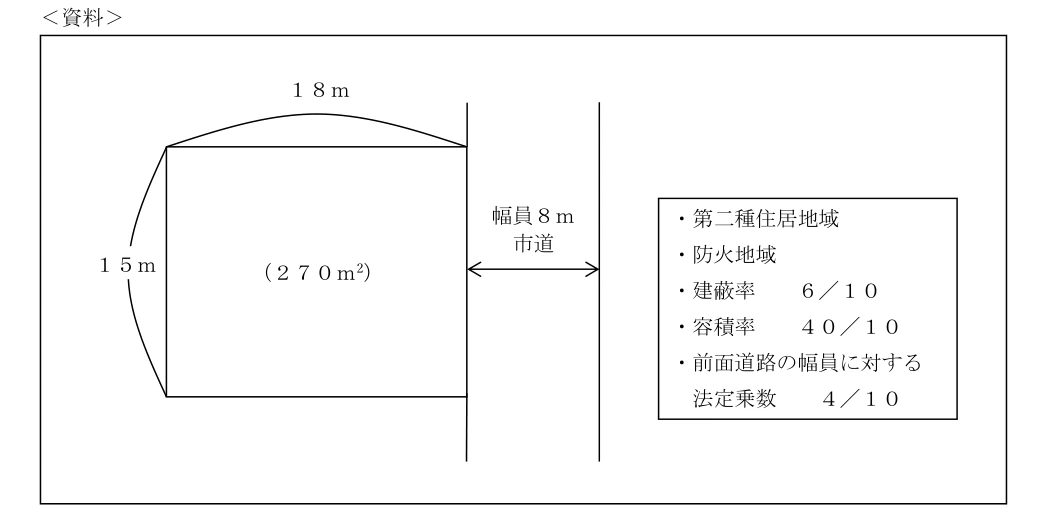 ＜資料＞
１８ｍ
幅員８ｍ
市道
１５ｍ
（２７０㎡）
・第二種住居地域
・防火地域
・建蔽率　　６／１０
・容積率　　４０／１０
・前面道路の幅員に対する
法定乗数　　４／１０